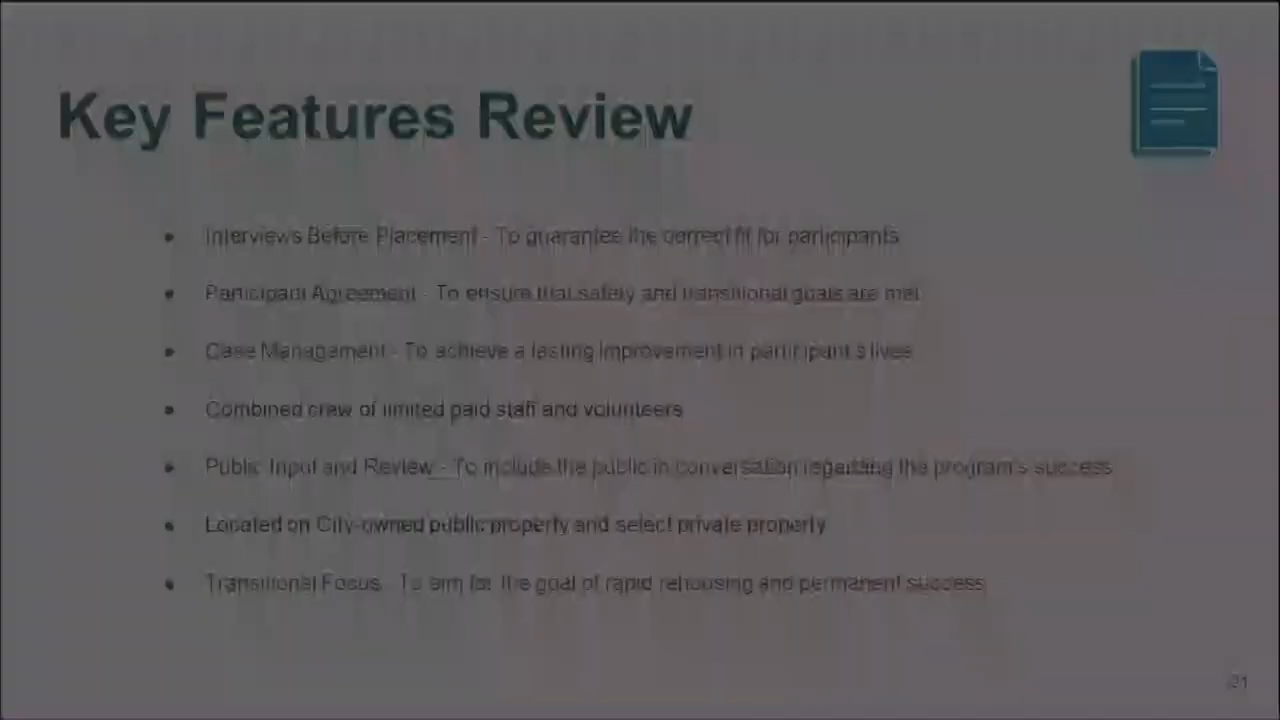 Key Features Review
• Interviews Before Placement - To guarantee the correct fit for participants
• Participant Agreement - To ensure that safety and transitional goals are met
• Case Management - To achieve a lasting improvement in participant's lives
• Combined crew of limited paid staff and volunteers
• Public Input and Review - To include the public in conversation regarding the program's success
• Located on City-owned public property and select private property
• Transitional Focus - To aim for the goal of rapid rehousing and permanent success